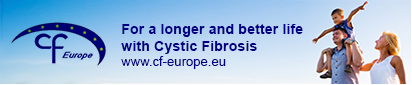 cf
Europe
For a longer and better life
with Cystic Fibrosis
www.cf-europe.eu